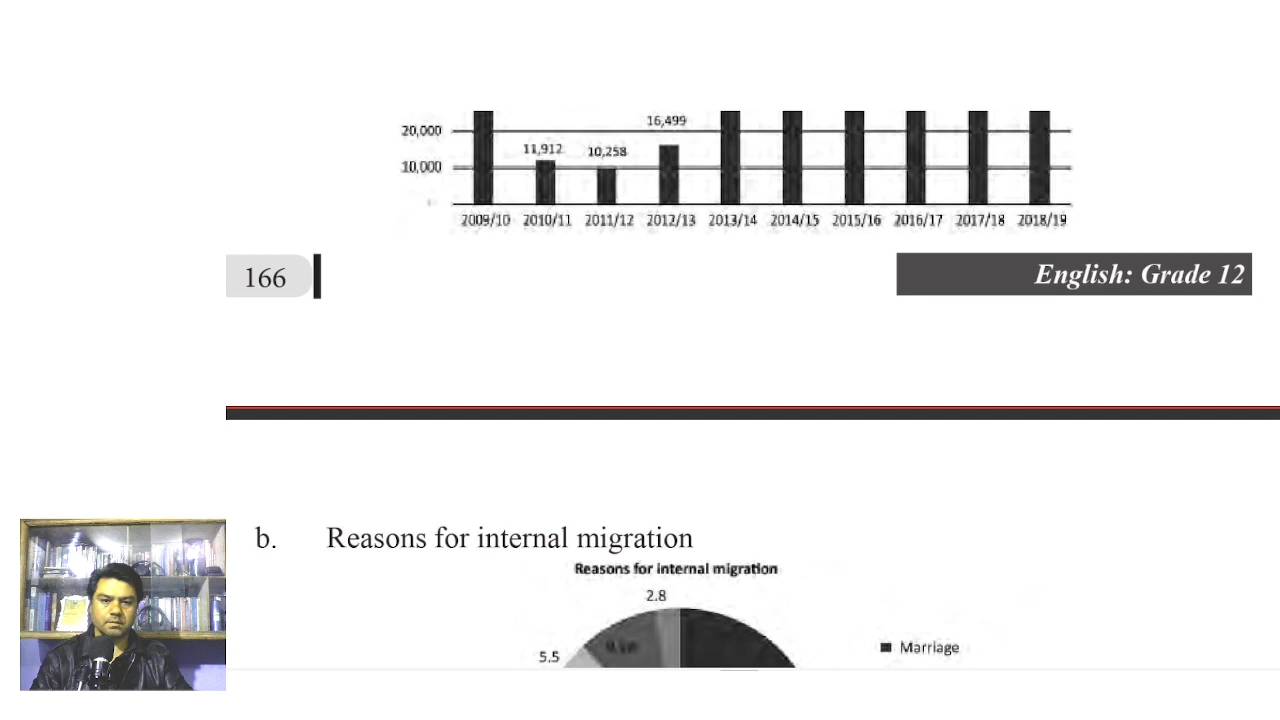 16,499
20,000
11,912
10,258
10,000
2009/10 2010/11 2011/12 2012/13 2013/14 2014/15 2015/16 2016/17 2017/18 2018/19
166
English: Grade 12
b. Reasons for internal migration
Reasons for internal migration
2.8
Marriage
5.5